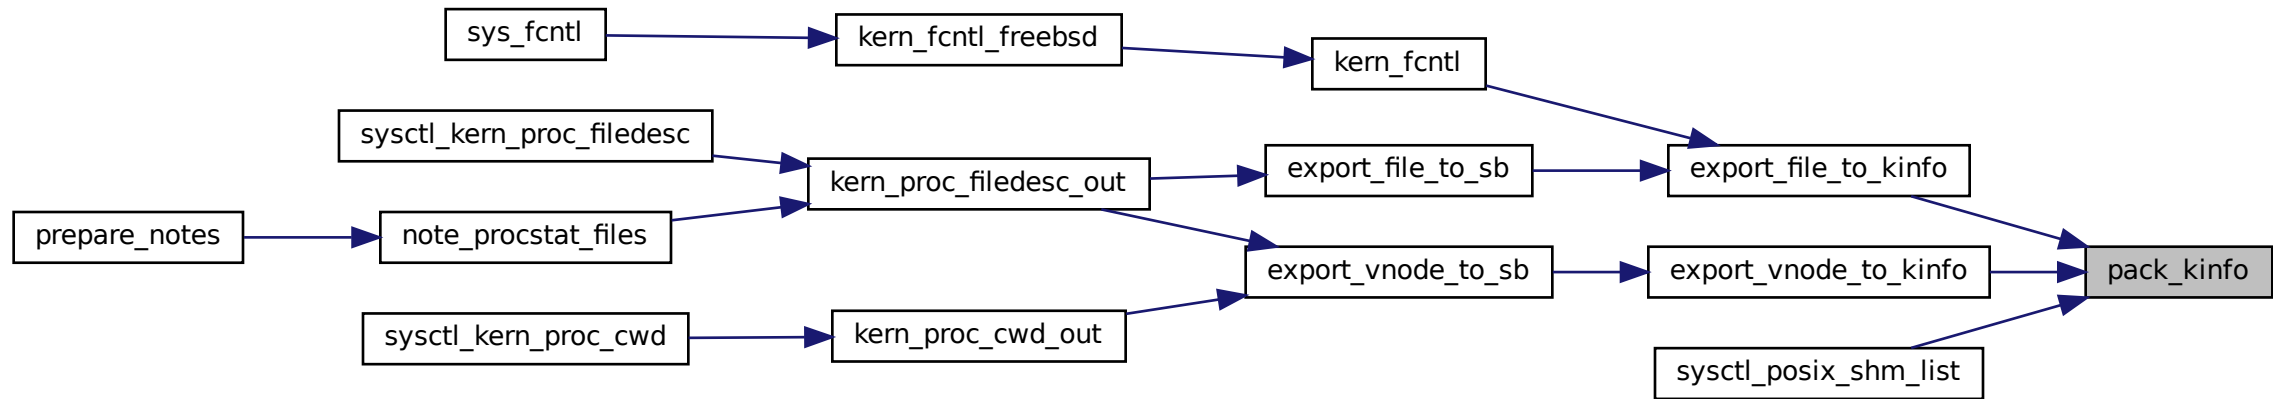 sys_fcntl
kern_fcntl_freebsd
kern_fcntl
sysctl_kern_proc_filedesc
kern_proc_filedesc_out
export_file_to_sb
export_file_to_kinfo
prepare_notes
note_procstat_files
export_vnode_to_sb
export_vnode_to_kinfo
pack_kinfo
sysctl_kern_proc_cwd
kern_proc_cwd_out
sysctl_posix_shm_list